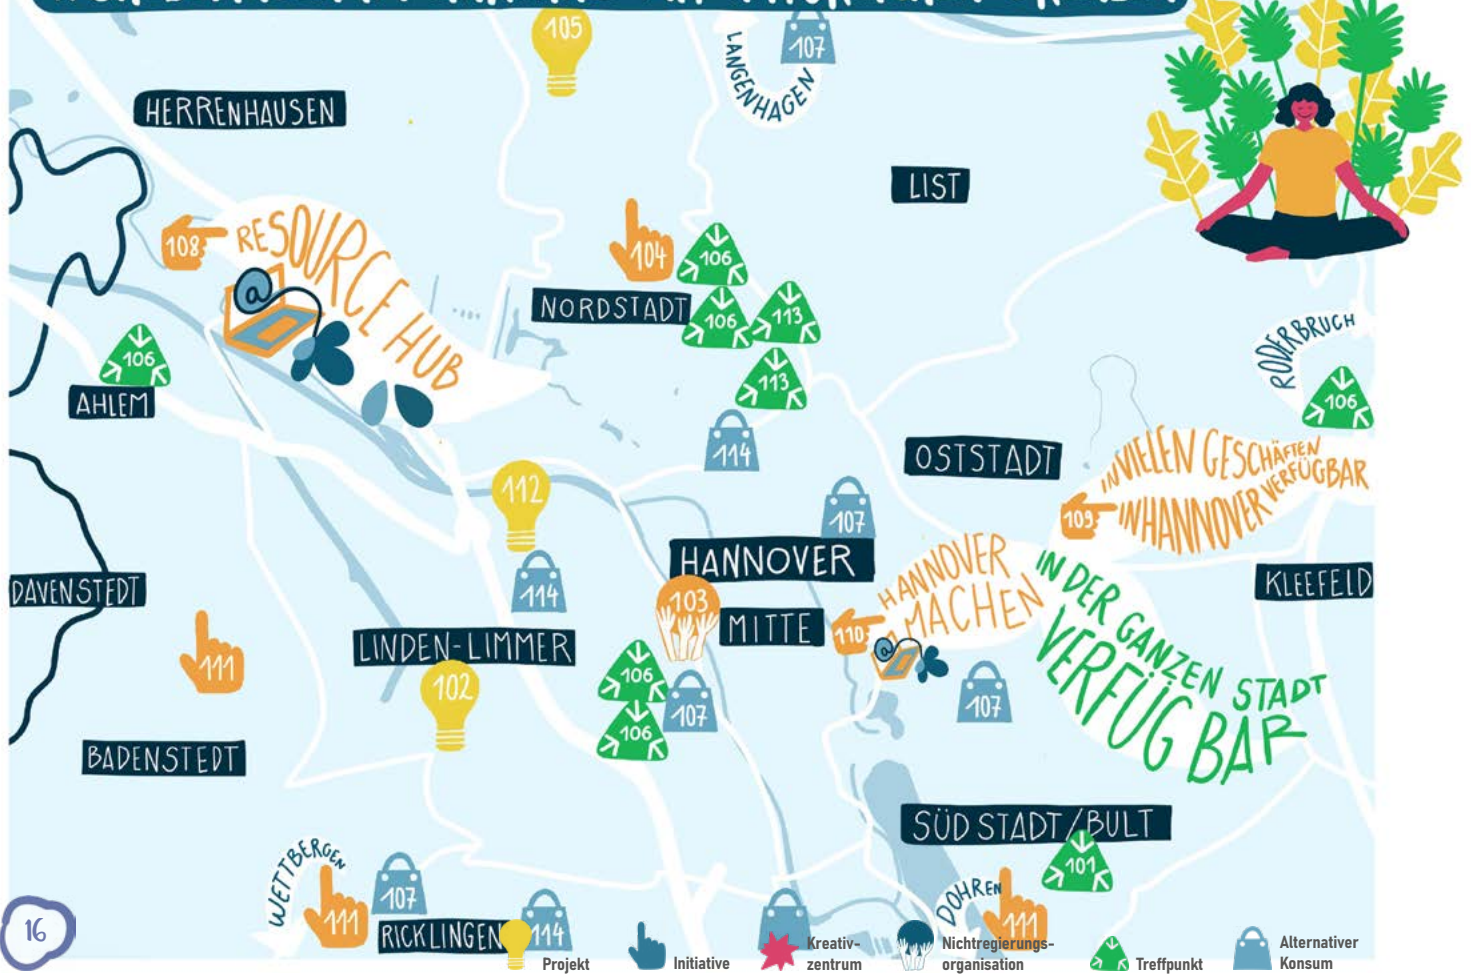 105
107
LANGENHAGEN
HERRENHAUSEN
LIST
108
RESOURCE HUB
@
104
106
NORDSTADT
106
113
113
RODERBRUCH
106
106
AHLEM
114
OSTSTADT
IN VIELEN GESCHÄFTEN
IN HANNOVER VERFÜGBAR
109
112
107
HANNOVER
114
103
MITTE
110
HANNOVER
MACHEN
@
IN DER GANZEN STADT
VERFÜGBAR
KLEEFELD
DAVENSTEDT
111
LINDEN-LIMMER
102
106
107
106
107
BADENSTEDT
SÜDSTADT/BULT
101
WETTBERGEN
111
107
RICKLINGEN
114
DÖHREN
111
16
Projekt
Initiative
Kreativ-
zentrum
Nichtregierungs-
organisation
Treffpunkt
Alternativer
Konsum